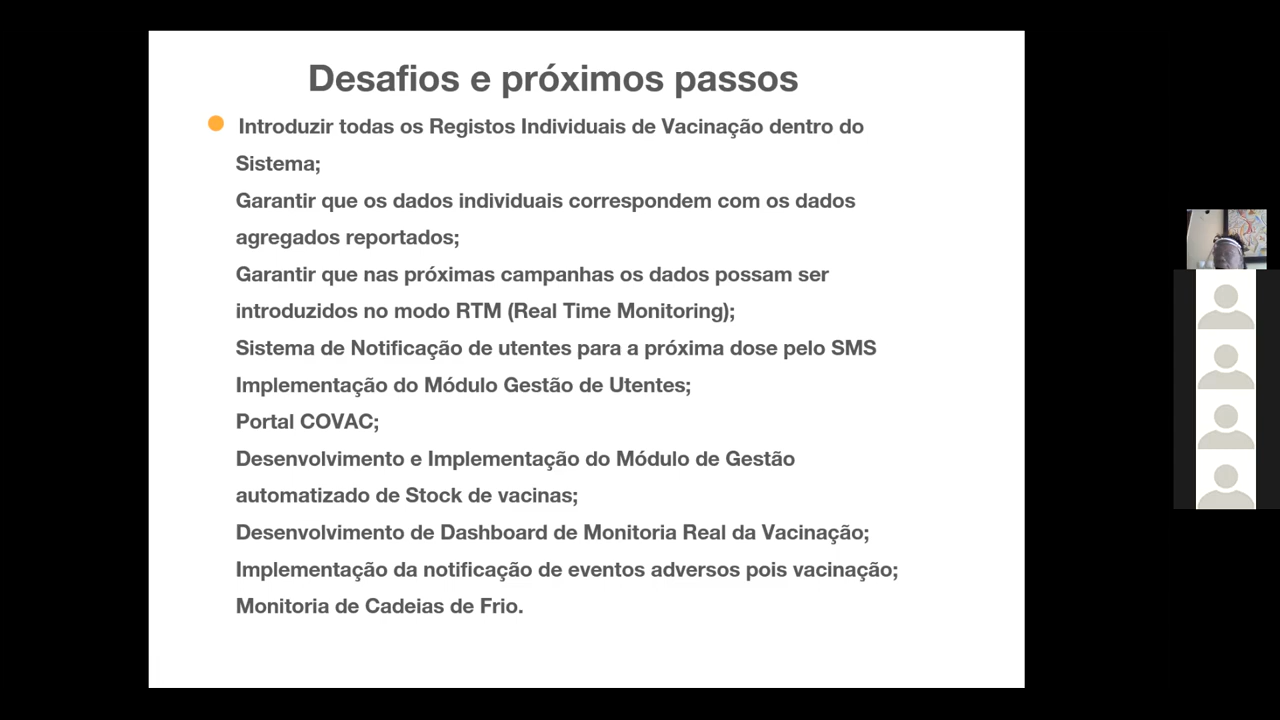 Desafios e próximos passos
Introduzir todas os Registos Individuais de Vacinação dentro do
Sistema;
Garantir que os dados individuais correspondem com os dados
agregados reportados;
Garantir que nas próximas campanhas os dados possam ser
introduzidos no modo RTM (Real Time Monitoring);
Sistema de Notificação de utentes para a próxima dose pelo SMS
Implementação do Módulo Gestão de Utentes;
Portal COVAC;
Desenvolvimento e Implementação do Módulo de Gestão
automatizado de Stock de vacinas;
Desenvolvimento de Dashboard de Monitoria Real da Vacinação;
Implementação da notificação de eventos adversos pois vacinação;
Monitoria de Cadeias de Frio.